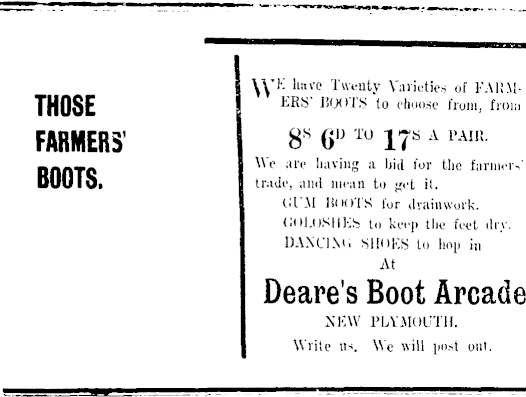 THOSE
FARMERS'
BOOTS.
WE have Twenty Varieties of FARM-
ERS' BOOTS to choose from, from
8S 6D TO 17S A PAIR.
We are having a bid for the farmers'
trade, and mean to get it.
GUM BOOTS for drainwork.
GOLOSHES to keep the feet dry.
DANCING SHOES to hop in
At
Deare's Boot Arcade
NEW PLYMOUTH.
Write us. We will post out.